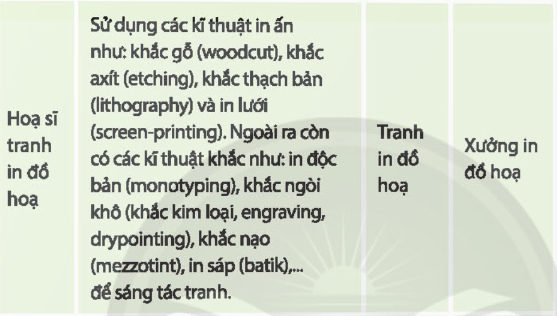 Hoạ sĩ
tranh
in đồ
hoạ
Sử dụng các kĩ thuật in ấn
như: khắc gỗ (woodcut), khắc
axít (etching), khắc thạch bản
(lithography) và in lưới
(screen-printing). Ngoài ra còn
có các kĩ thuật khắc như: in độc
bản (monotyping), khắc ngòi
khô (khắc kim loại, engraving,
drypointing), khắc nạo
(mezzotint), in sáp (batik),...
để sáng tác tranh.
Tranh
in đồ
hoạ
Xưởng in
đồ hoạ